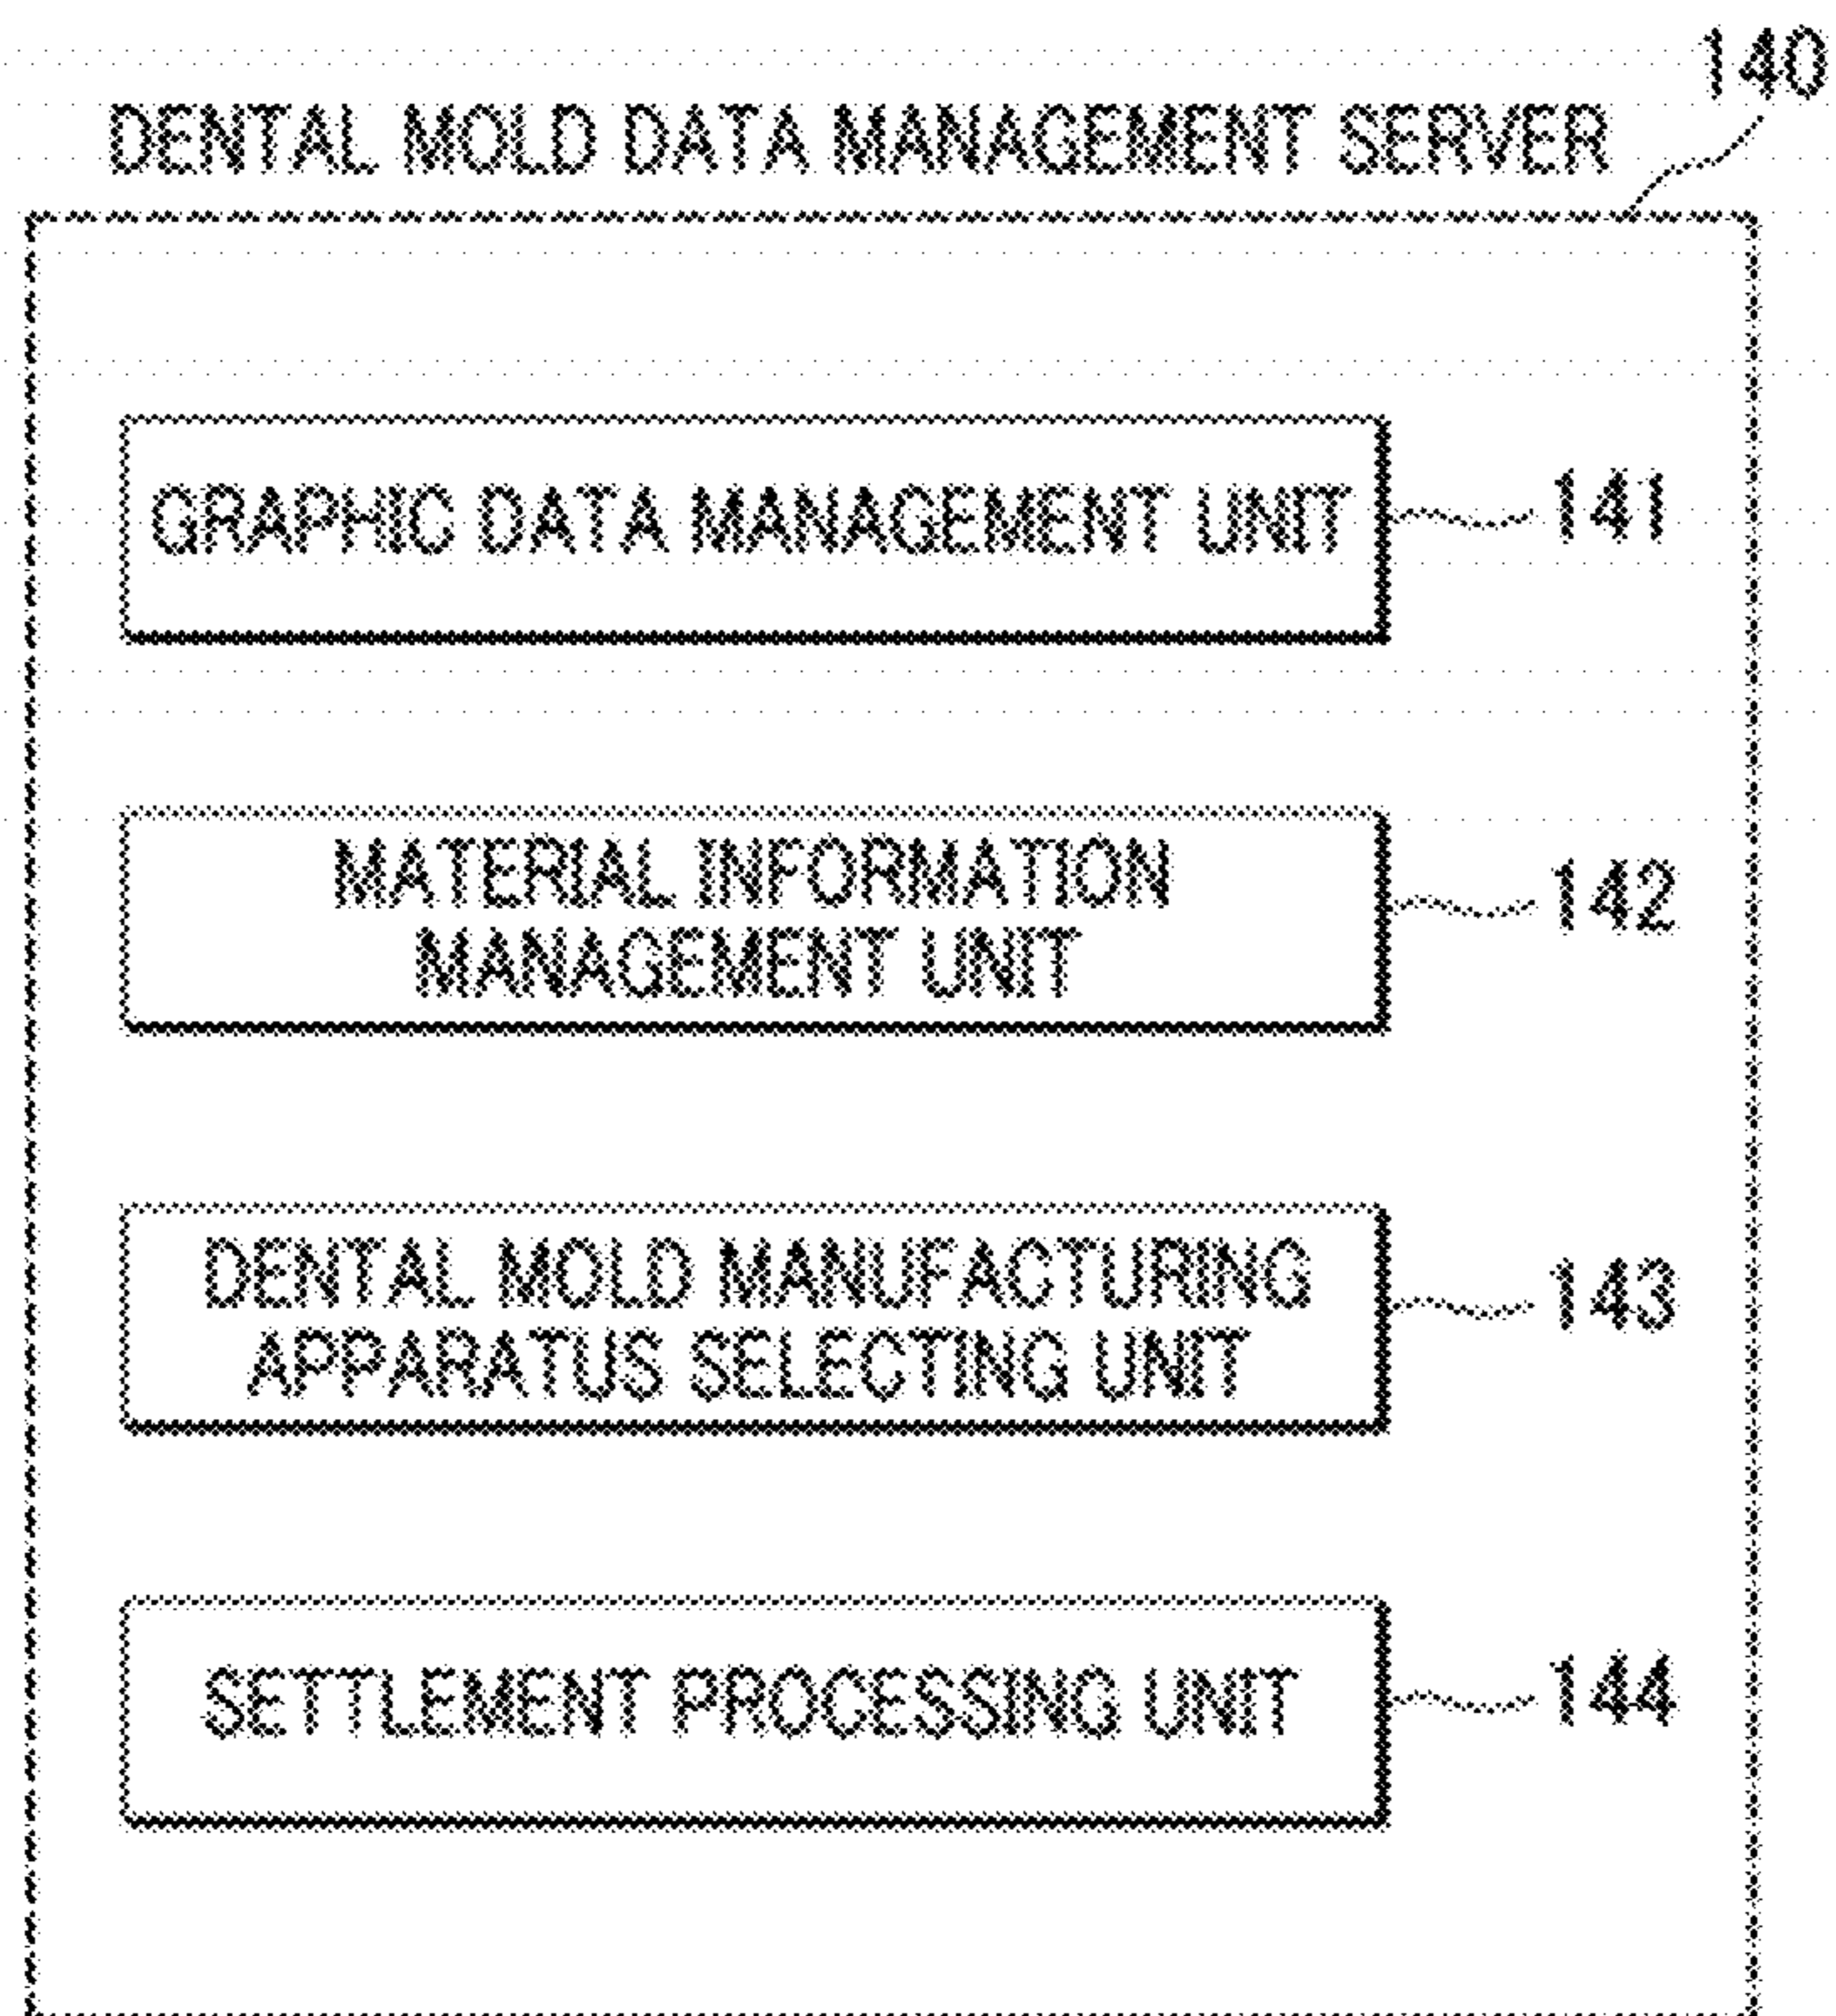 140
DENTAL MOLD DATA MANAGEMENT SERVER
GRAPHIC DATA MANAGEMENT UNIT
141
MATERIAL INFORMATION
MANAGEMENT UNIT
142
DENTAL MOLD MANUFACTURING
APPARATUS SELECTING UNIT
143
SETTLEMENT PROCESSING UNIT
144